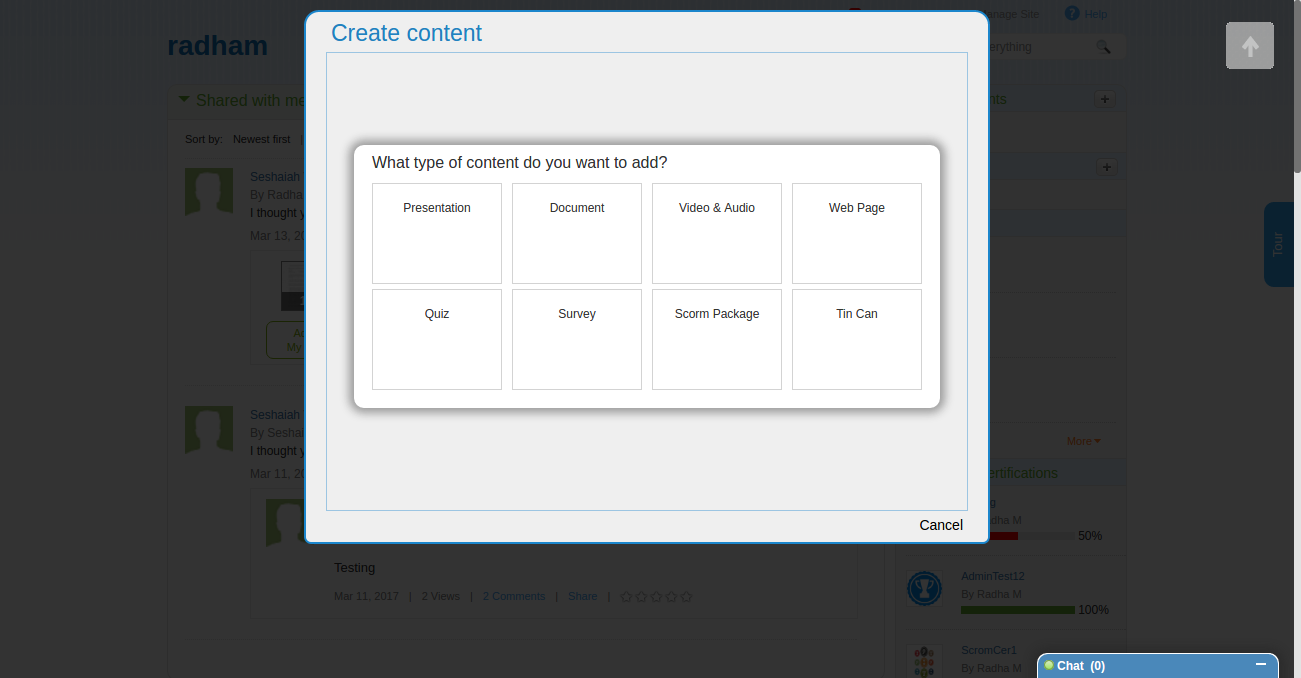 Create content
Manage Site
Help
radham
erything
Shared with me
nts
+
Sort by: Newest first |
+
What type of content do you want to add?
Presentation
Document
Video & Audio
Web Page
Quiz
Survey
Scorm Package
Tin Can
Seshaiah
By Radha
I thought
Mar 13, 20
Tour
My
Seshaiah
By Seshai
I thought
Mar 11, 20
More
ertifications
Radha M
50%
Cancel
Testing
Mar 11, 2017 | 2 Views | 2 Comments | Share |
AdminTest12
By Radha M
100%
ScromCer1
By Radha M
Chat (0)